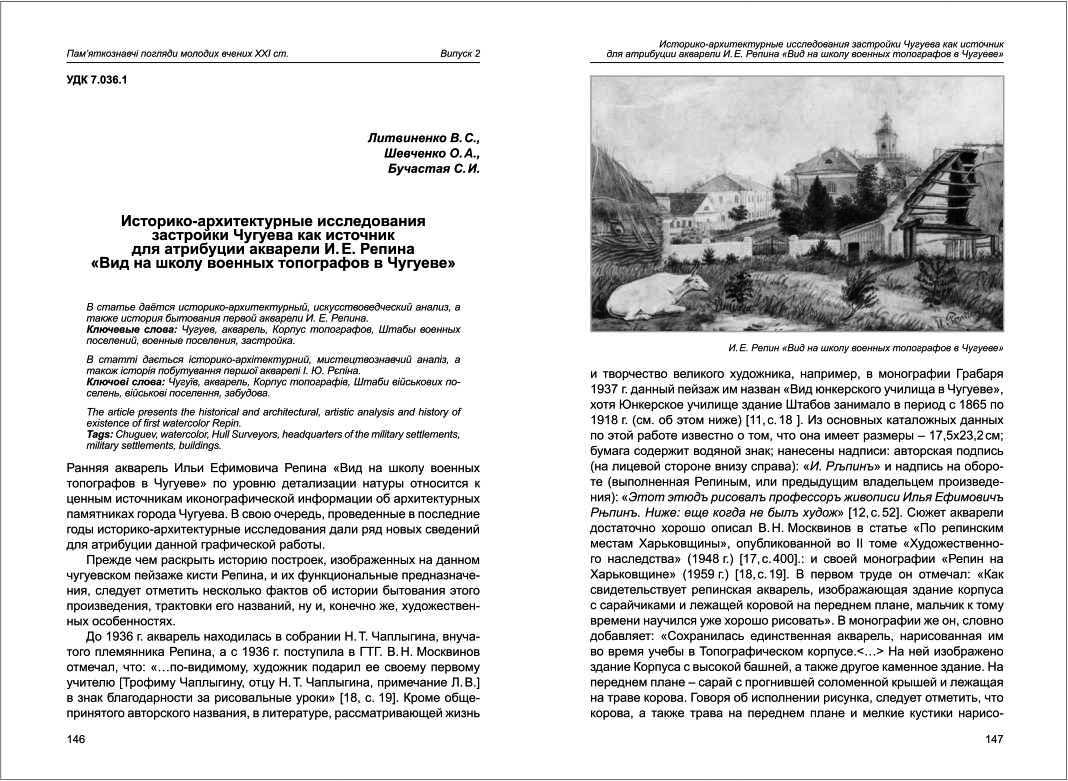 Пам'яткознавчі погляди молодих вчених XXI ст. Випуск 2
УДК 7.036.1
Литвиненко В. С.,
Шевченко О. А.,
Бучастая С. И.
Историко-архитектурные исследования
застройки Чугуева как источник
для атрибуции акварели И. Е. Репина
«Вид на школу военных топографов в Чугуеве»
В статье даётся историко-архитектурный, искусствоведческий анализ, а
также история бытования первой акварели И. Е. Репина.
Ключевые слова: Чугуев, акварель, Корпус топографов, Штабы военных
поселений, военные поселения, застройка.
В статті дається історико-архітектурний, мистецтвознавчий аналіз, а
також історія побутування першої акварелі І. Ю. Рєпіна.
Ключові слова: Чугуїв, акварель, Корпус топографів, Штаби військових по-
селень, військові поселення, забудова.
The article presents the historical and architectural, artistic analysis and history of
existence of first watercolor Repin.
Tags: Chuguev, watercolor, Hull Surveyors, headquarters of the military settlements,
military settlements, buildings.
Ранняя акварель Ильи Ефимовича Репина «Вид на школу военных
топографов в Чугуеве» по уровню детализации натуры относится к
ценным источникам иконографической информации об архитектурных
памятниках города Чугуева. В свою очередь, проведенные в последние
годы историко-архитектурные исследования дали ряд новых сведений
для атрибуции данной графической работы.
Прежде чем раскрыть историю построек, изображенных на данном
чугуевском пейзаже кисти Репина, и их функциональные предназначе-
ния, следует отметить несколько фактов об истории бытования этого
произведения, трактовки его названий, ну и, конечно же, художествен-
ных особенностях.
До 1936 г. акварель находилась в собрании Н. Т. Чаплыгина, внуча-
того племянника Репина, а с 1936 г. поступила в ГТГ. В. Н. Москвинов
отмечал, что: «…по-видимому, художник подарил ее своему первому
учителю [Трофиму Чаплыгину, отцу Н. Т. Чаплыгина, примечание Л. В.]
в знак благодарности за рисовальные уроки» [18, с. 19]. Кроме обще-
принятого авторского названия, в литературе, рассматривающей жизнь
146
Историко-архитектурные исследования застройки Чугуева как источник
для атрибуции акварели И. Е. Репина «Вид на школу военных топографов в Чугуеве»
И. Е. Репин «Вид на школу военных топографов в Чугуеве»
и творчество великого художника, например, в монографии Грабаря
1937 г. данный пейзаж им назван «Вид юнкерского училища в Чугуеве»,
хотя Юнкерское училище здание Штабов занимало в период с 1865 по
1918 г. (см. об этом ниже) [11, с. 18 ]. Из основных каталожных данных
по этой работе известно о том, что она имеет размеры – 17,5х23,2 см;
бумага содержит водяной знак; нанесены надписи: авторская подпись
(на лицевой стороне внизу справа): «И. Рѣпинъ» и надпись на оборо-
те (выполненная Репиным, или предыдущим владельцем произведе-
ния): «Этот этюдъ рисовалъ профессоръ живописи Илья Ефимовичъ
Рњпинъ. Ниже: еще когда не былъ худож» [12, с. 52]. Сюжет акварели
достаточно хорошо описал В. Н. Москвинов в статье «По репинским
местам Харьковщины», опубликованной во II томе «Художественно-
го наследства» (1948 г.) [17, с. 400].: и своей монографии «Репин на
Харьковщине» (1959 г.) [18, с. 19]. В первом труде он отмечал: «Как
свидетельствует репинская акварель, изображающая здание корпуса
с сарайчиками и лежащей коровой на переднем плане, мальчик к тому
времени научился уже хорошо рисовать». В монографии же он, словно
добавляет: «Сохранилась единственная акварель, нарисованная им
во время учебы в Топографическом корпусе.<…> На ней изображено
здание Корпуса с высокой башней, а также другое каменное здание. На
переднем плане – сарай с прогнившей соломенной крышей и лежащая
на траве корова. Говоря об исполнении рисунка, следует отметить, что
корова, а также трава на переднем плане и мелкие кустики нарисо-
147